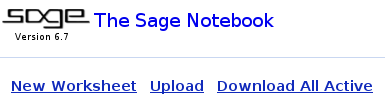 sage The Sage Notebook
Version 6.7
New Worksheet Upload Download All Active